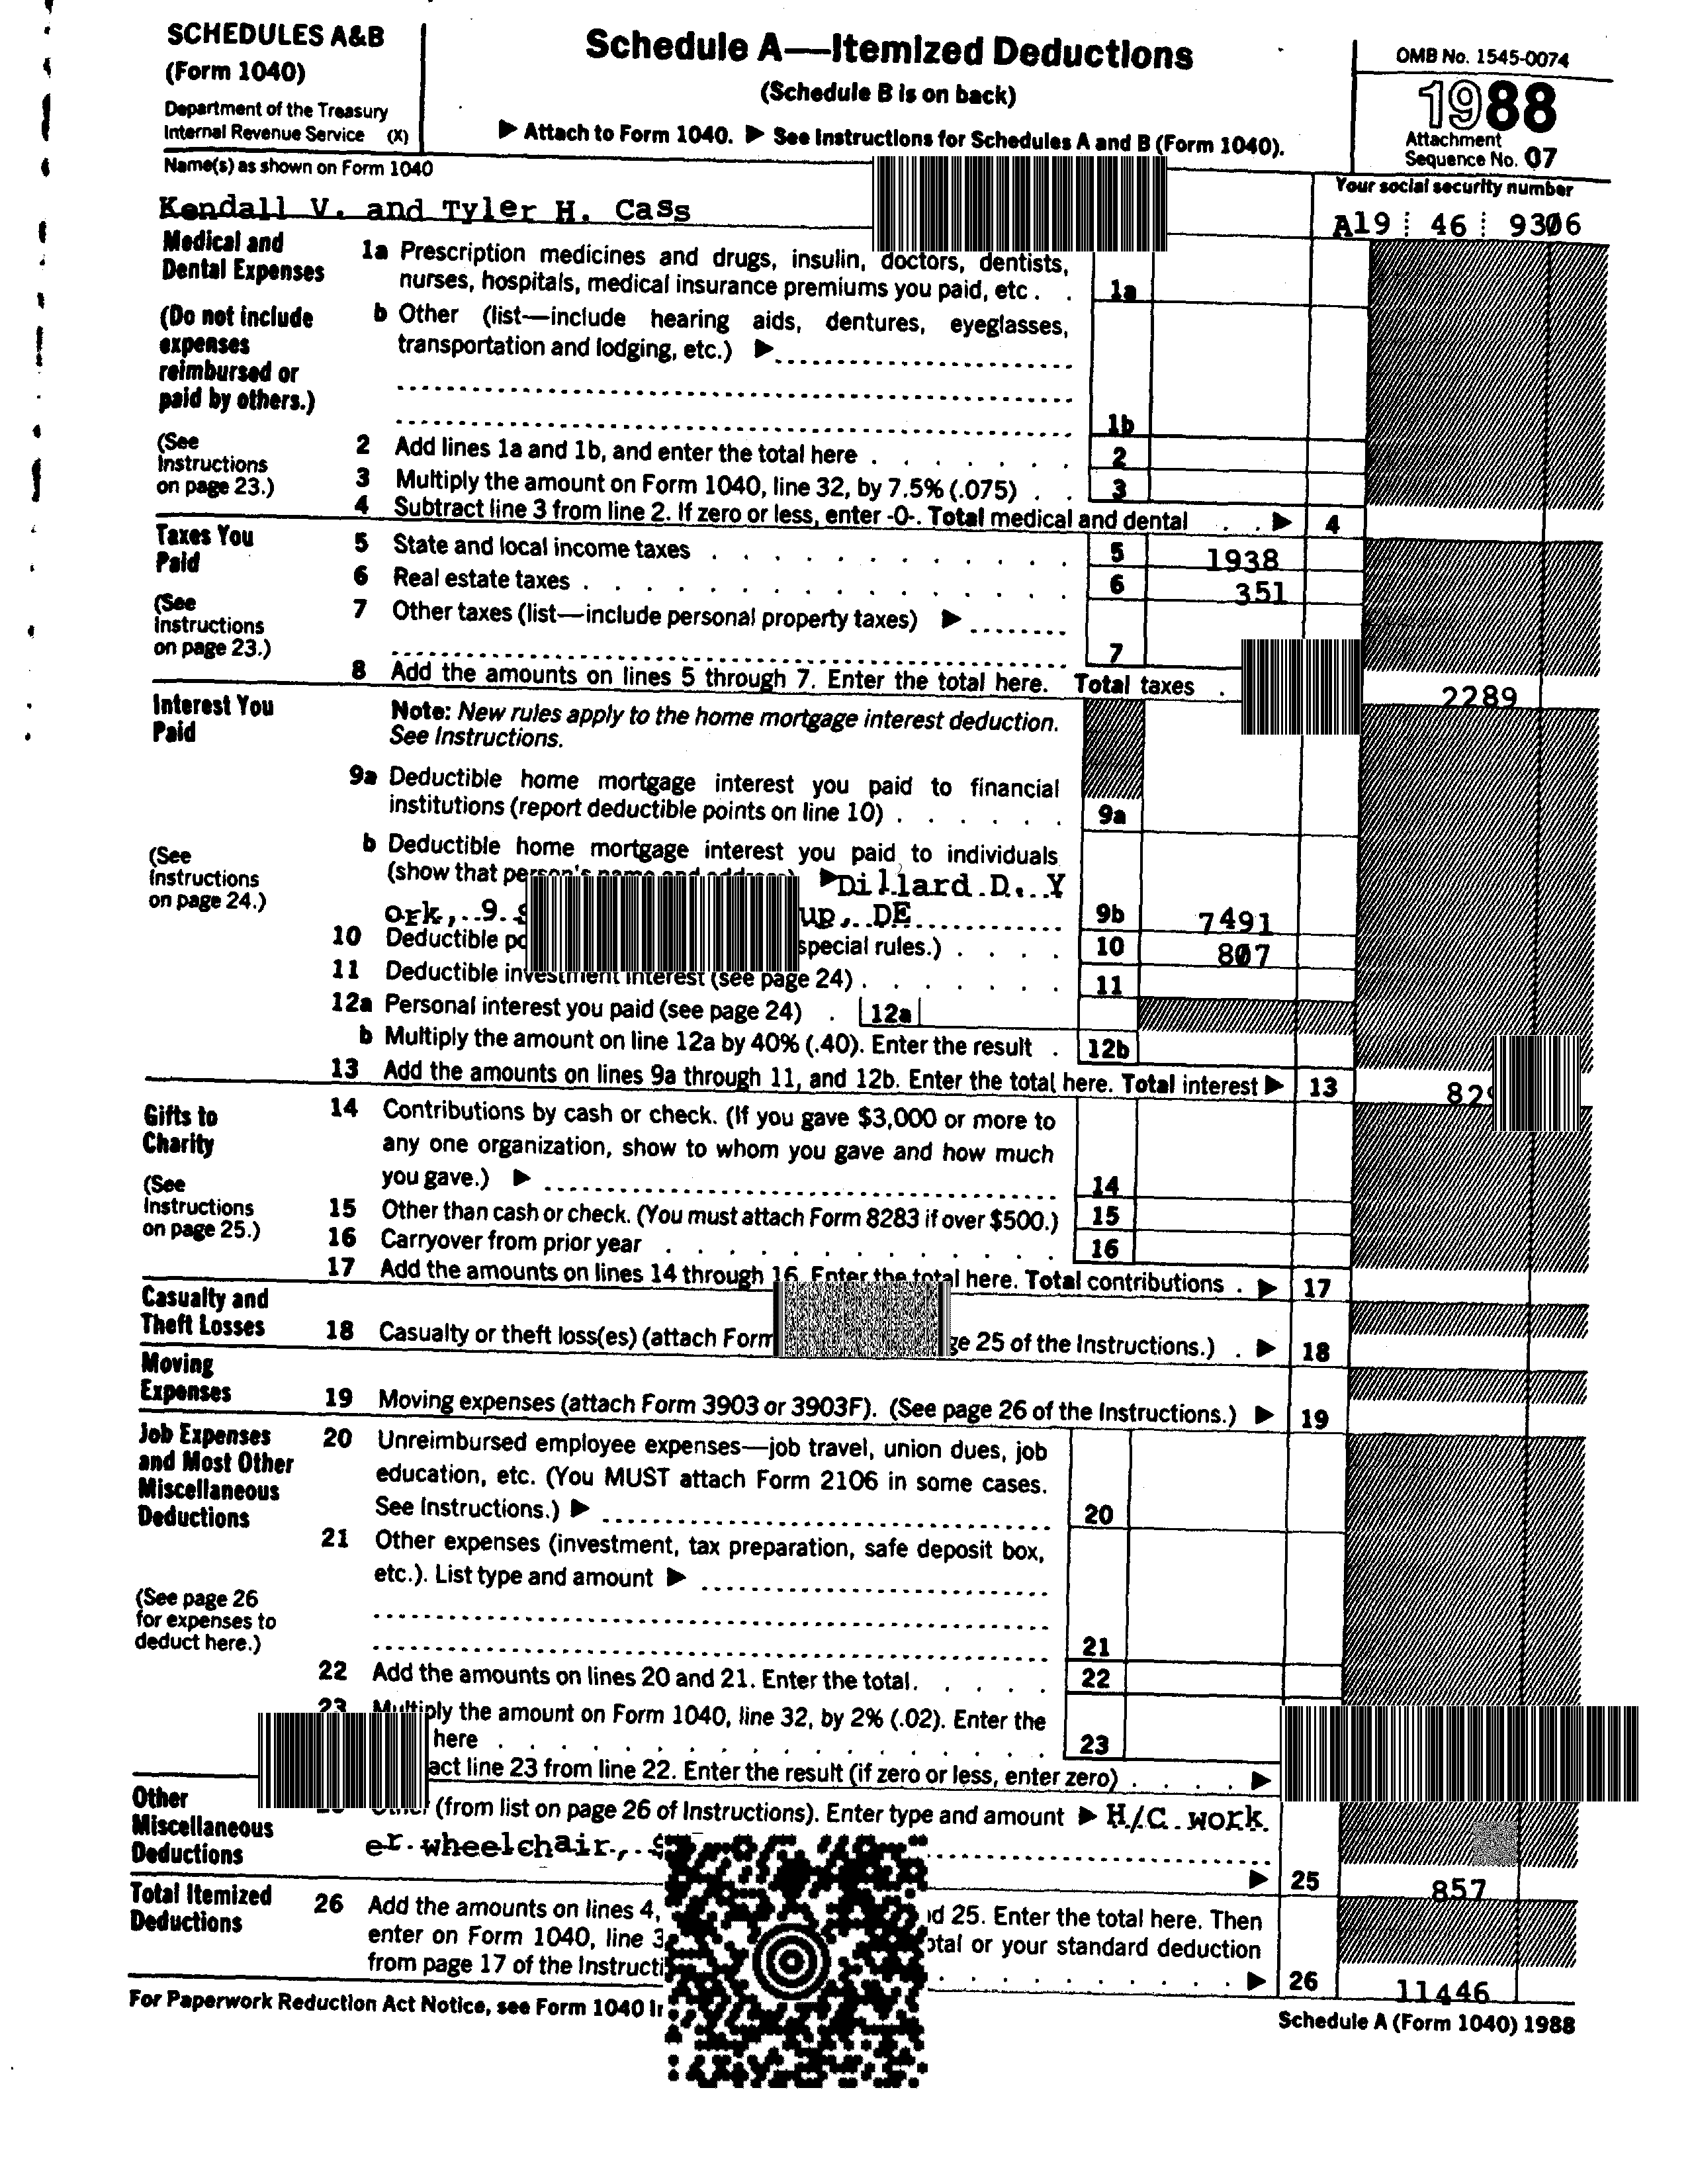 SCHEDULES A&B
(Form 1040)
Department of the Treasury
Internal Revenue Service (X)
Schedule A—Itemized Deductions
(Schedule B is on back)
▶ Attach to Form 1040. ▶ See Instructions for Schedules A and B (Form 1040).
OMB No. 1545-0074
1988
Attachment
Sequence No. 07
Name(s) as shown on Form 1040
Kendall V. and Tyler H. Cass
Your social security number
A19 46 9306
Medical and
Dental Expenses
(Do not include
expenses
reimbursed or
paid by others.)
(See
Instructions
on page 23.)
1a Prescription medicines and drugs, insulin, doctors, dentists,
nurses, hospitals, medical insurance premiums you paid, etc . . 1a
b Other (list—include hearing aids, dentures, eyeglasses,
transportation and lodging, etc.) ▶
1b
2 Add lines 1a and 1b, and enter the total here . . . . . . . 2
3 Multiply the amount on Form 1040, line 32, by 7.5% (.075) . . 3
4 Subtract line 3 from line 2. If zero or less, enter -0-. Total medical and dental . . ▶ 4
Taxes You
Paid
(See
Instructions
on page 23.)
5 State and local income taxes . . . . . . . . . . . . 5 1938
6 Real estate taxes . . . . . . . . . . . . . . . . 6 351
7 Other taxes (list—include personal property taxes) ▶
7
8 Add the amounts on lines 5 through 7. Enter the total here. Total taxes . 2289
Interest You
Paid
(See
Instructions
on page 24.)
Note: New rules apply to the home mortgage interest deduction.
See Instructions.
9a Deductible home mortgage interest you paid to financial
institutions (report deductible points on line 10) . . . . . . 9a
b Deductible home mortgage interest you paid to individuals
(show that person's name and address) ▶ Dillard D. Y
ork, 9 up, DE 9b 7491
10 Deductible special rules.) . . . . 10 807
11 Deductible investment interest (see page 24) . . . . . . . 11
12a Personal interest you paid (see page 24) . 12a
b Multiply the amount on line 12a by 40% (.40). Enter the result . 12b
13 Add the amounts on lines 9a through 11, and 12b. Enter the total here. Total interest ▶ 13 82
Gifts to
Charity
(See
Instructions
on page 25.)
14 Contributions by cash or check. (If you gave $3,000 or more to
any one organization, show to whom you gave and how much
you gave.) ▶ 14
15 Other than cash or check. (You must attach Form 8283 if over $500.) 15
16 Carryover from prior year . . . . . . . . . . . . . 16
17 Add the amounts on lines 14 through 16. Enter the total here. Total contributions . ▶ 17
Casualty and
Theft Losses
18 Casualty or theft loss(es) (attach Form 25 of the Instructions.) . ▶ 18
Moving
Expenses
19 Moving expenses (attach Form 3903 or 3903F). (See page 26 of the Instructions.) ▶ 19
Job Expenses
and Most Other
Miscellaneous
Deductions
(See page 26
for expenses to
deduct here.)
20 Unreimbursed employee expenses—job travel, union dues, job
education, etc. (You MUST attach Form 2106 in some cases.
See Instructions.) ▶ 20
21 Other expenses (investment, tax preparation, safe deposit box,
etc.). List type and amount ▶
21
22 Add the amounts on lines 20 and 21. Enter the total. . . . . . 22
23 Multiply the amount on Form 1040, line 32, by 2% (.02). Enter the
here . . . . . . . . . . . . . . . . . . 23
act line 23 from line 22. Enter the result (if zero or less, enter zero) . . . . ▶
Other
Miscellaneous
Deductions
Other (from list on page 26 of Instructions). Enter type and amount ▶ H/C work
er wheelchair,
▶ 25 857
Total Itemized
Deductions
26 Add the amounts on lines 4, 25. Enter the total here. Then
enter on Form 1040, line or your standard deduction
from page 17 of the . . . . . . . . . . . ▶ 26 11446
For Paperwork Reduction Act Notice, see Form 1040
Schedule A (Form 1040) 1988